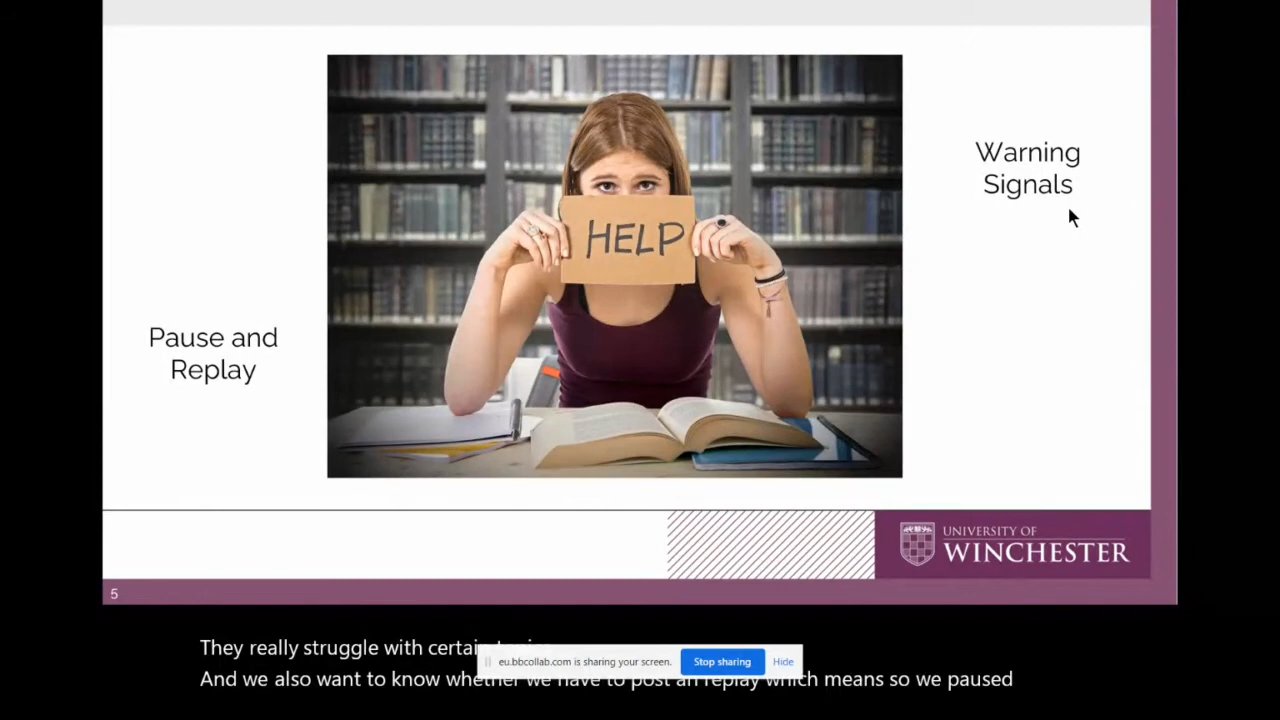 Warning
Signals
HELP
Pause and
Replay
UNIVERSITY OF
WINCHESTER
5
They really struggle with certain
eu.bbcollab.com is sharing your screen.
Stop sharing
Hide
And we also want to know whether we have to post an replay which means so we paused